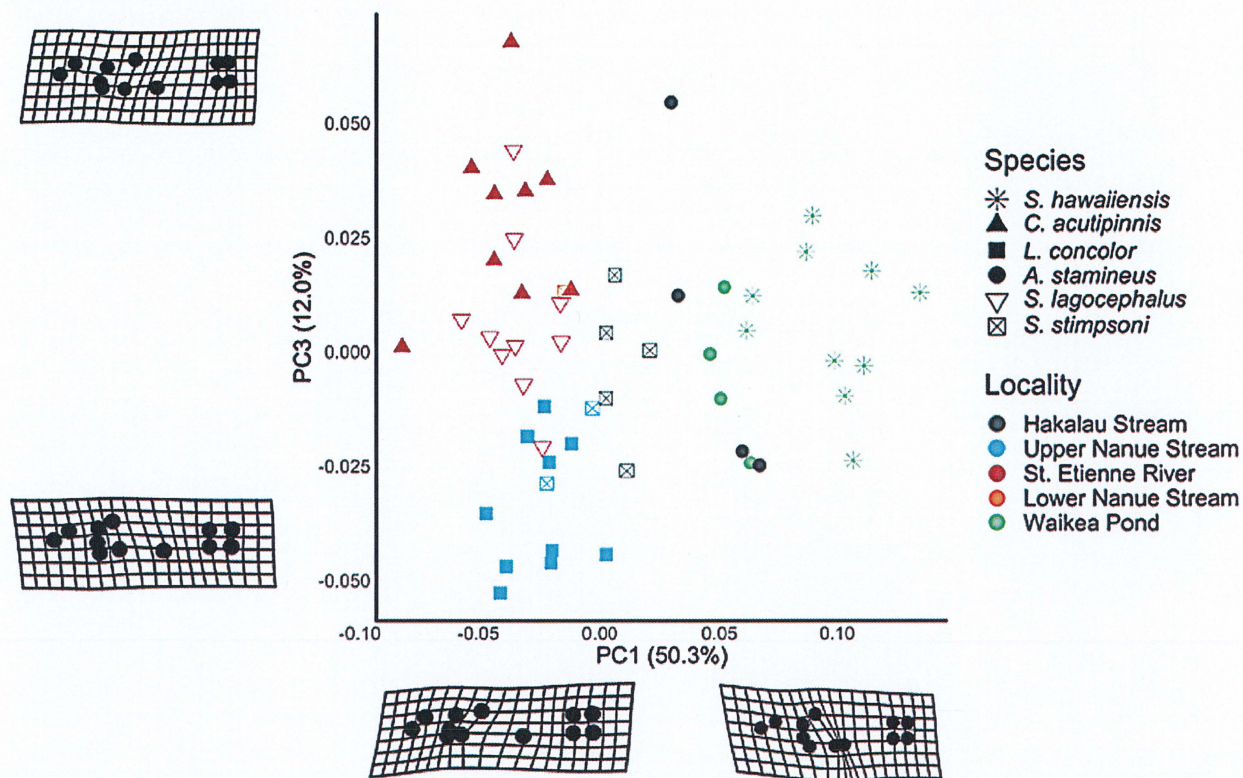 0.050
0.025
0.000
-0.025
-0.050
PC3 (12.0%)
-0.10
-0.05
0.00
0.05
0.10
PC1 (50.3%)
Species
S. hawaiiensis
C. acutipinnis
L. concolor
A. stamineus
S. lagocephalus
S. stimpsoni
Locality
Hakalau Stream
Upper Nanue Stream
St. Etienne River
Lower Nanue Stream
Waikea Pond